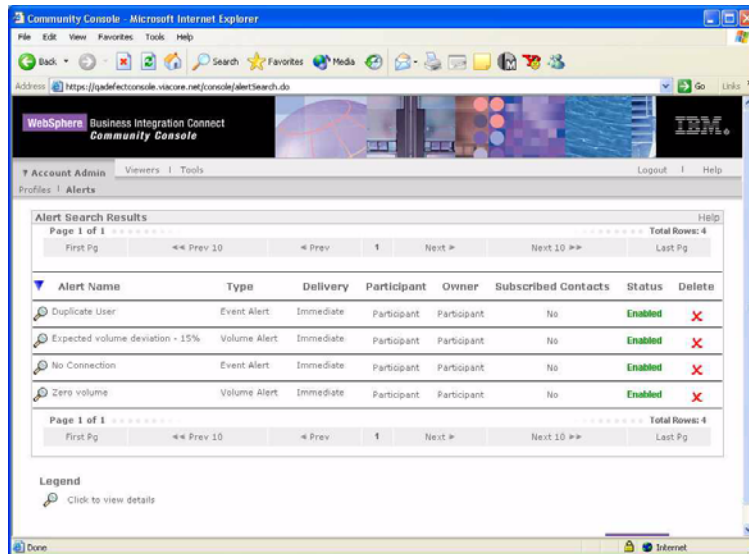 Community Console - Microsoft Internet Explorer
File Edit View Favorites Tools Help
Back Search Favorites Media
Address https://qadefectconsole.viacore.net/console/alertSearch.do Go Links »
WebSphere Business Integration Connect
Community Console
IBM
Account Admin Viewers | Tools Logout | Help
Profiles | Alerts
Alert Search Results Help
Page 1 of 1 Total Rows: 4
First Pg Prev 10 Prev 1 Next Next 10 Last Pg
Alert Name Type Delivery Participant Owner Subscribed Contacts Status Delete
Duplicate User Event Alert Immediate Participant Participant No Enabled X
Expected volume deviation - 15% Volume Alert Immediate Participant Participant No Enabled X
No Connection Event Alert Immediate Participant Participant No Enabled X
Zero volume Volume Alert Immediate Participant Participant No Enabled X
Page 1 of 1 Total Rows: 4
First Pg Prev 10 Prev 1 Next Next 10 Last Pg
Legend
Click to view details
Done Internet